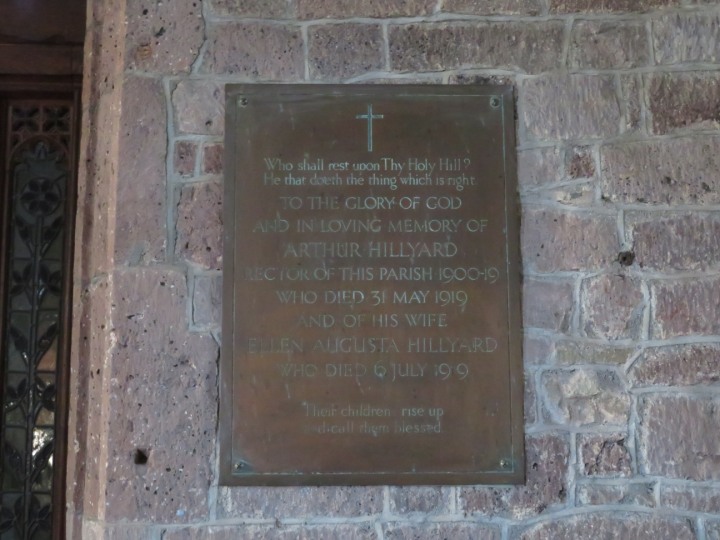 Who shall rest upon Thy Holy Hill?
He that doeth the thing which is right.
TO THE GLORY OF GOD
AND IN LOVING MEMORY OF
ARTHUR HILLYARD
RECTOR OF THIS PARISH 1900-19
WHO DIED 31 MAY 1919
AND OF HIS WIFE
ELLEN AUGUSTA HILLYARD
WHO DIED 6 JULY 1919
Their children rise up
and call them blessed